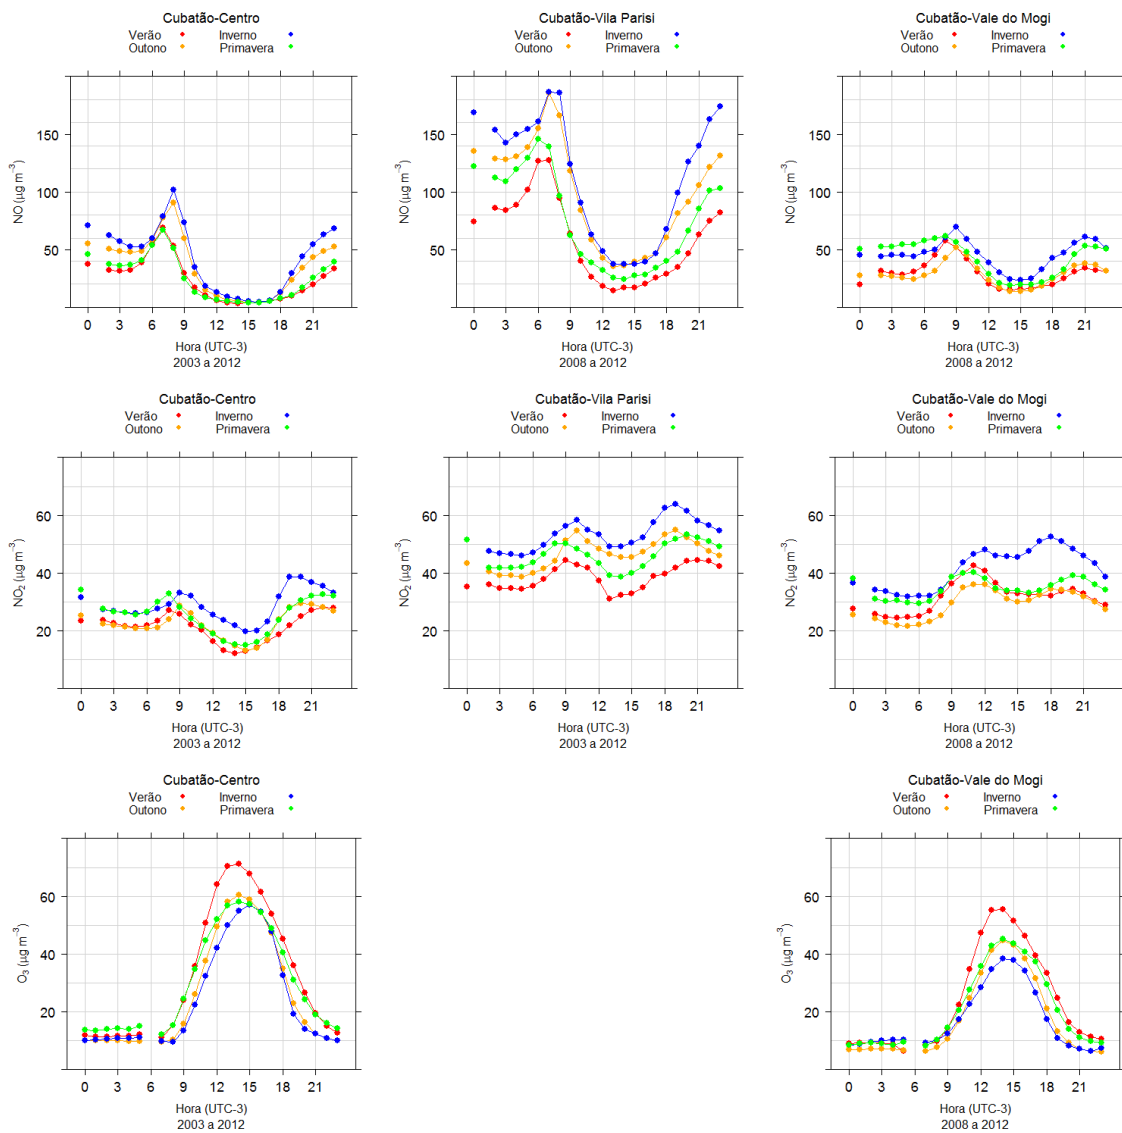 Cubatão-Centro
Verão Inverno
Outono Primavera
NO (µg m⁻³)
150
100
50
0 3 6 9 12 15 18 21
Hora (UTC-3)
2003 a 2012
Cubatão-Vila Parisi
Verão Inverno
Outono Primavera
NO (µg m⁻³)
150
100
50
0 3 6 9 12 15 18 21
Hora (UTC-3)
2008 a 2012
Cubatão-Vale do Mogi
Verão Inverno
Outono Primavera
NO (µg m⁻³)
150
100
50
0 3 6 9 12 15 18 21
Hora (UTC-3)
2008 a 2012
Cubatão-Centro
Verão Inverno
Outono Primavera
NO₂ (µg m⁻³)
60
40
20
0 3 6 9 12 15 18 21
Hora (UTC-3)
2003 a 2012
Cubatão-Vila Parisi
Verão Inverno
Outono Primavera
NO₂ (µg m⁻³)
60
40
20
0 3 6 9 12 15 18 21
Hora (UTC-3)
2003 a 2012
Cubatão-Vale do Mogi
Verão Inverno
Outono Primavera
NO₂ (µg m⁻³)
60
40
20
0 3 6 9 12 15 18 21
Hora (UTC-3)
2008 a 2012
Cubatão-Centro
Verão Inverno
Outono Primavera
O₃ (µg m⁻³)
60
40
20
0 3 6 9 12 15 18 21
Hora (UTC-3)
2003 a 2012
Cubatão-Vale do Mogi
Verão Inverno
Outono Primavera
O₃ (µg m⁻³)
60
40
20
0 3 6 9 12 15 18 21
Hora (UTC-3)
2008 a 2012